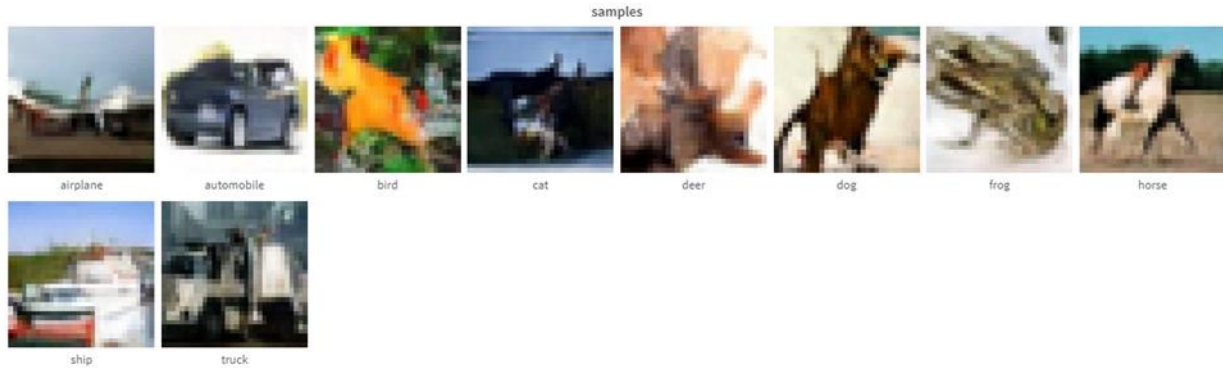 samples
airplane automobile bird cat deer dog frog horse
ship truck